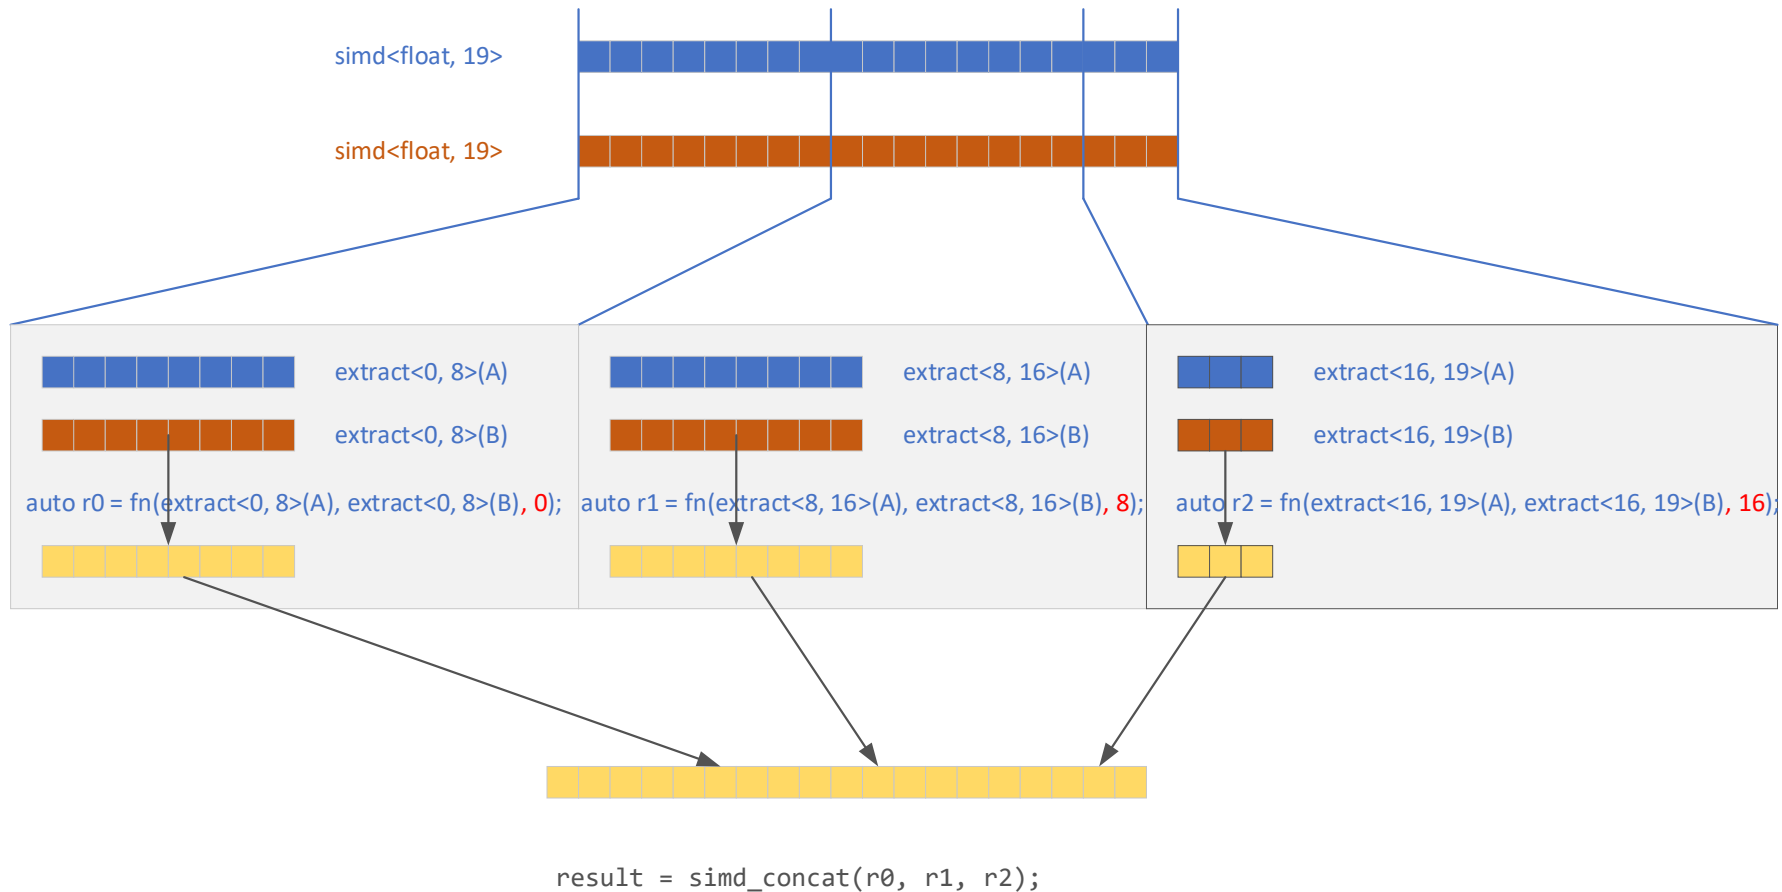 simd<float, 19>
simd<float, 19>
extract<0, 8>(A)
extract<0, 8>(B)
auto r0 = fn(extract<0, 8>(A), extract<0, 8>(B), 0);
extract<8, 16>(A)
extract<8, 16>(B)
auto r1 = fn(extract<8, 16>(A), extract<8, 16>(B), 8);
extract<16, 19>(A)
extract<16, 19>(B)
auto r2 = fn(extract<16, 19>(A), extract<16, 19>(B), 16);
result = simd_concat(r0, r1, r2);